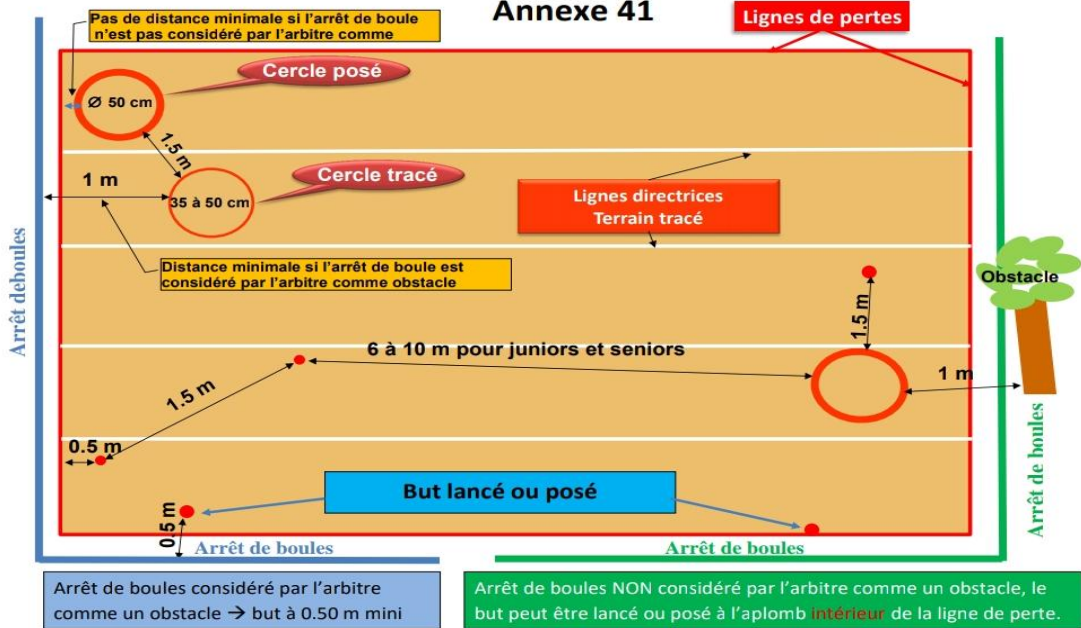 Annexe 41
Pas de distance minimale si l'arrêt de boule
n'est pas considéré par l'arbitre comme
Lignes de pertes
Cercle posé
Ø 50 cm
1.5 m
1 m
Cercle tracé
35 à 50 cm
Lignes directrices
Terrain tracé
Distance minimale si l'arrêt de boule est
considéré par l'arbitre comme obstacle
Arrêt deboules
Obstacle
1.5 m
6 à 10 m pour juniors et seniors
1 m
1.5 m
0.5 m
But lancé ou posé
0.5 m
Arrêt de boules
Arrêt de boules
Arrêt de boules
Arrêt de boules considéré par l'arbitre
comme un obstacle → but à 0.50 m mini
Arrêt de boules NON considéré par l'arbitre comme un obstacle, le
but peut être lancé ou posé à l'aplomb intérieur de la ligne de perte.